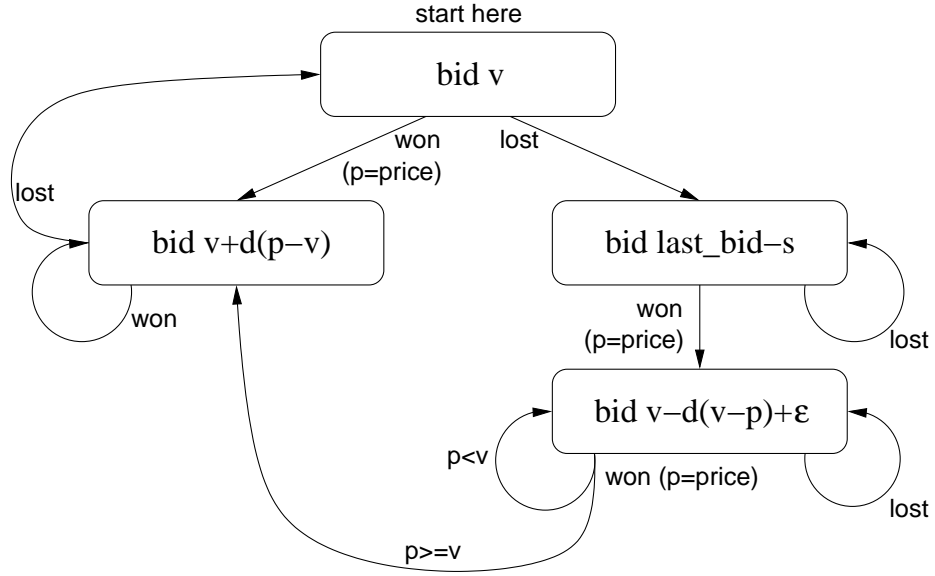 start here
bid v
won
(p=price)
lost
lost
bid v+d(p−v)
bid last_bid−s
won
won
(p=price)
lost
bid v−d(v−p)+ε
p<v
won (p=price)
lost
p>=v